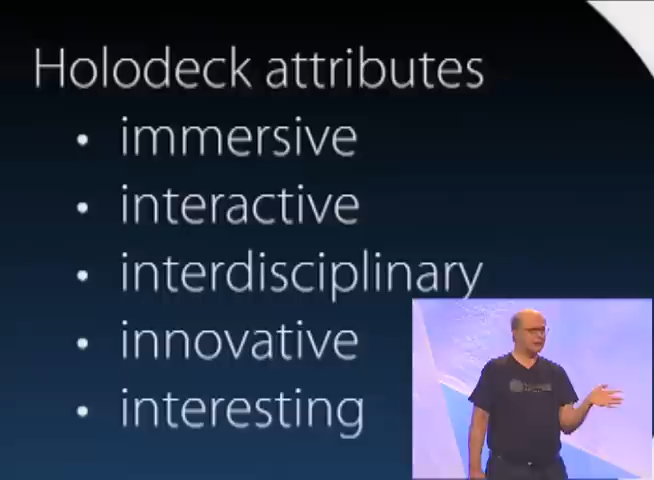 Holodeck attributes
• immersive
• interactive
• interdisciplinary
• innovative
• interesting